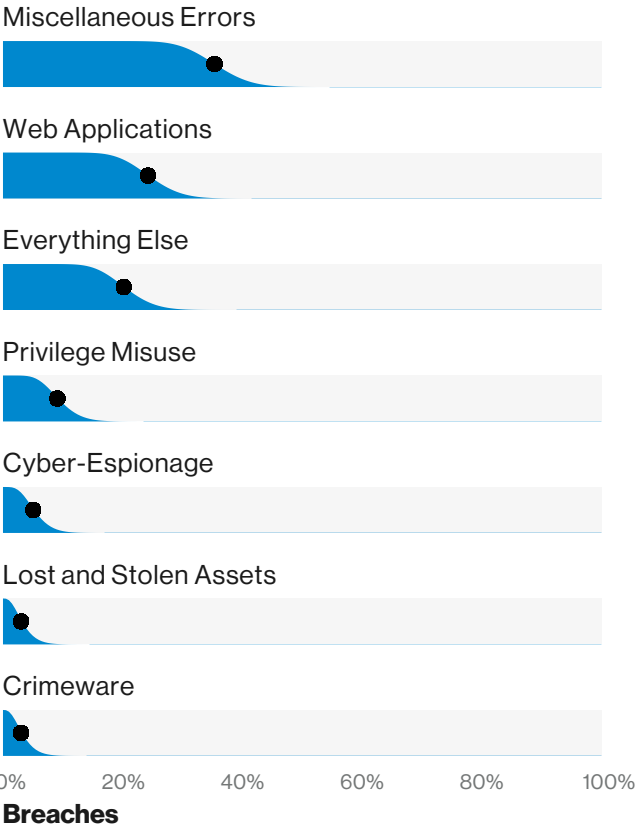 Miscellaneous Errors
Web Applications
Everything Else
Privilege Misuse
Cyber-Espionage
Lost and Stolen Assets
Crimeware
0% 20% 40% 60% 80% 100%
Breaches